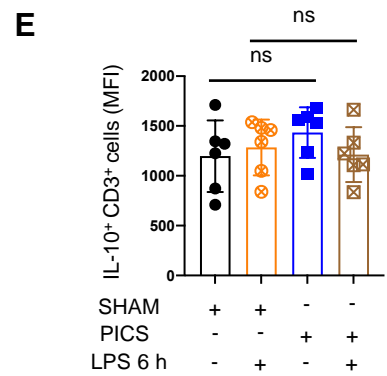 E
ns
ns
IL-10⁺ CD3⁺ cells (MFI)
2000
1500
1000
500
0
SHAM + + - -
PICS - - + +
LPS 6 h - + - +